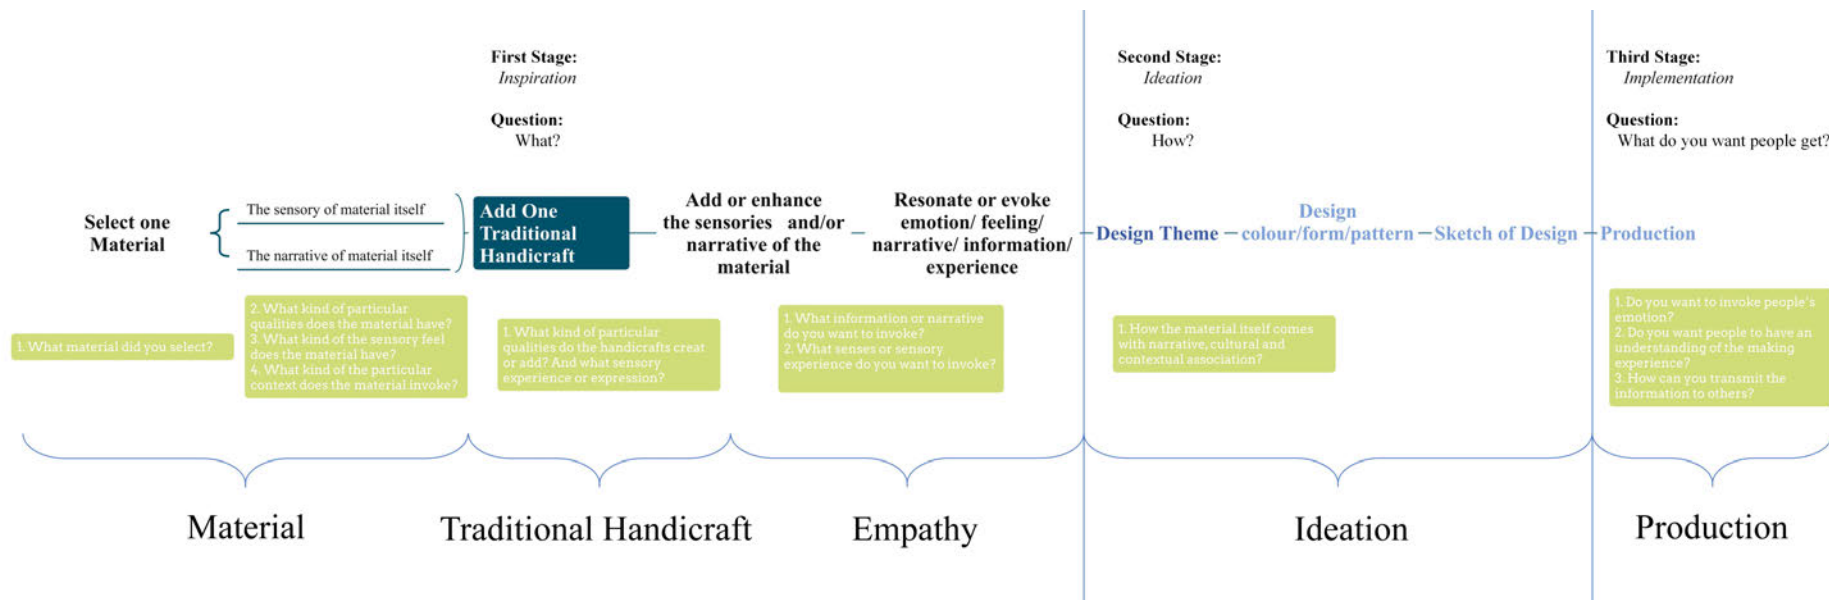 First Stage:
Inspiration
Question:
What?
Second Stage:
Ideation
Question:
How?
Third Stage:
Implementation
Question:
What do you want people get?
Select one
Material
The sensory of material itself
The narrative of material itself
Add One
Traditional
Handicraft
Add or enhance
the sensories and/or
narrative of the
material
Resonate or evoke
emotion/ feeling/
narrative/ information/
experience
Design Theme
Design
colour/form/pattern
Sketch of Design
Production
1. What material did you select?
2. What kind of particular
qualities does the material have?
3. What kind of the sensory feel
does the material have?
4. What kind of the particular
context does the material invoke?
1. What kind of particular
qualities do the handicrafts creat
or add? And what sensory
experience or expression?
1. What information or narrative
do you want to invoke?
2. What senses or sensory
experience do you want to invoke?
1. How the material itself comes
with narrative, cultural and
contextual association?
1. Do you want to invoke people's
emotion?
2. Do you want people to have an
understanding of the making
experience?
3. How can you transmit the
information to others?
Material
Traditional Handicraft
Empathy
Ideation
Production